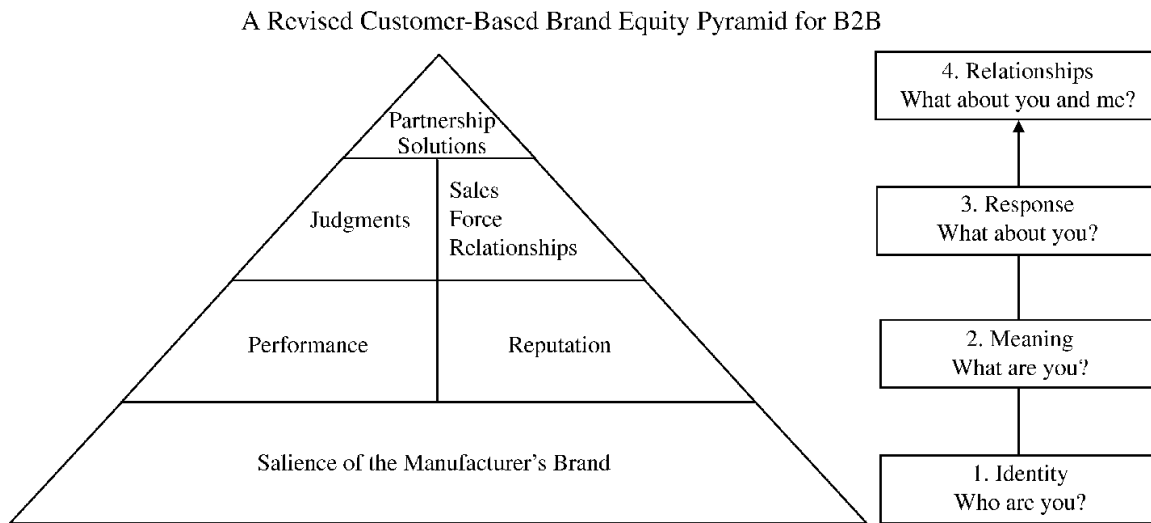 A Revised Customer-Based Brand Equity Pyramid for B2B
Partnership
Solutions
Judgments
Sales
Force
Relationships
Performance
Reputation
Salience of the Manufacturer's Brand
4. Relationships
What about you and me?
3. Response
What about you?
2. Meaning
What are you?
1. Identity
Who are you?